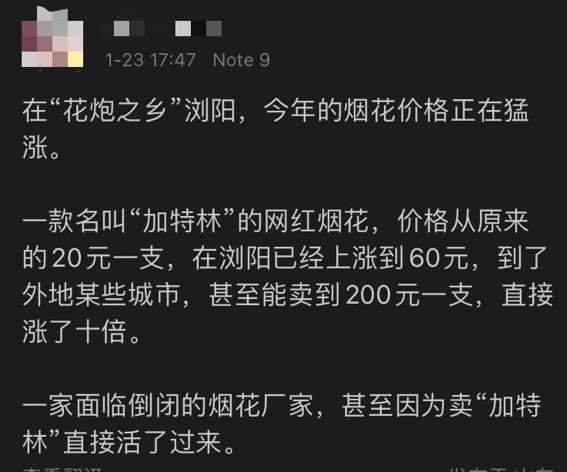 1-23 17:47 Note 9
在“花炮之乡”浏阳，今年的烟花价格正在猛
涨。
一款名叫“加特林”的网红烟花，价格从原来
的20元一支，在浏阳已经上涨到60元，到了
外地某些城市，甚至能卖到200元一支，直接
涨了十倍。
一家面临倒闭的烟花厂家，甚至因为卖“加特
林”直接活了过来。